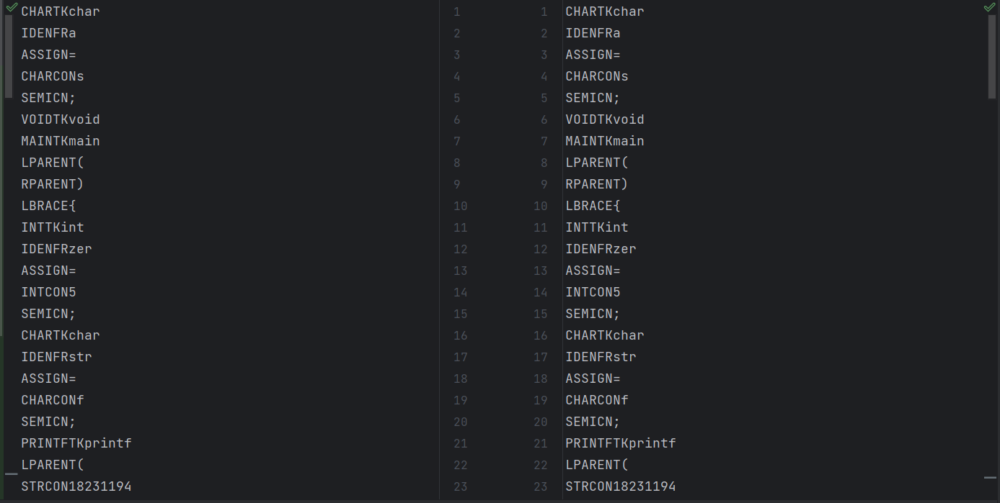 CHARTKchar 1 1 CHARTKchar
IDENFRa 2 2 IDENFRa
ASSIGN= 3 3 ASSIGN=
CHARCONs 4 4 CHARCONs
SEMICN; 5 5 SEMICN;
VOIDTKvoid 6 6 VOIDTKvoid
MAINTKmain 7 7 MAINTKmain
LPARENT( 8 8 LPARENT(
RPARENT) 9 9 RPARENT)
LBRACE{ 10 10 LBRACE{
INTTKint 11 11 INTTKint
IDENFRzer 12 12 IDENFRzer
ASSIGN= 13 13 ASSIGN=
INTCON5 14 14 INTCON5
SEMICN; 15 15 SEMICN;
CHARTKchar 16 16 CHARTKchar
IDENFRstr 17 17 IDENFRstr
ASSIGN= 18 18 ASSIGN=
CHARCONf 19 19 CHARCONf
SEMICN; 20 20 SEMICN;
PRINTFTKprintf 21 21 PRINTFTKprintf
LPARENT( 22 22 LPARENT(
STRCON18231194 23 23 STRCON18231194